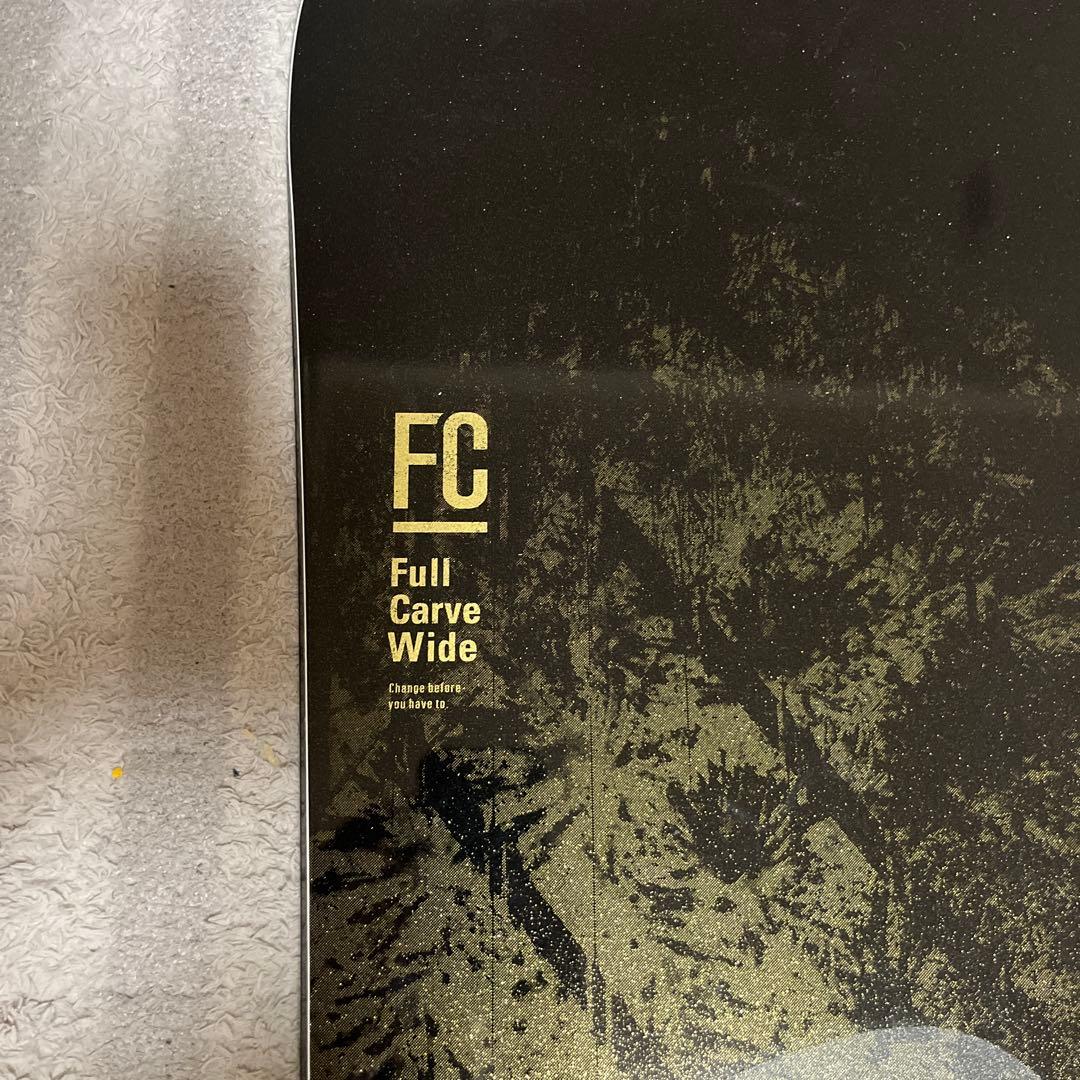 FC
Full
Carve
Wide
Change before
you have to.